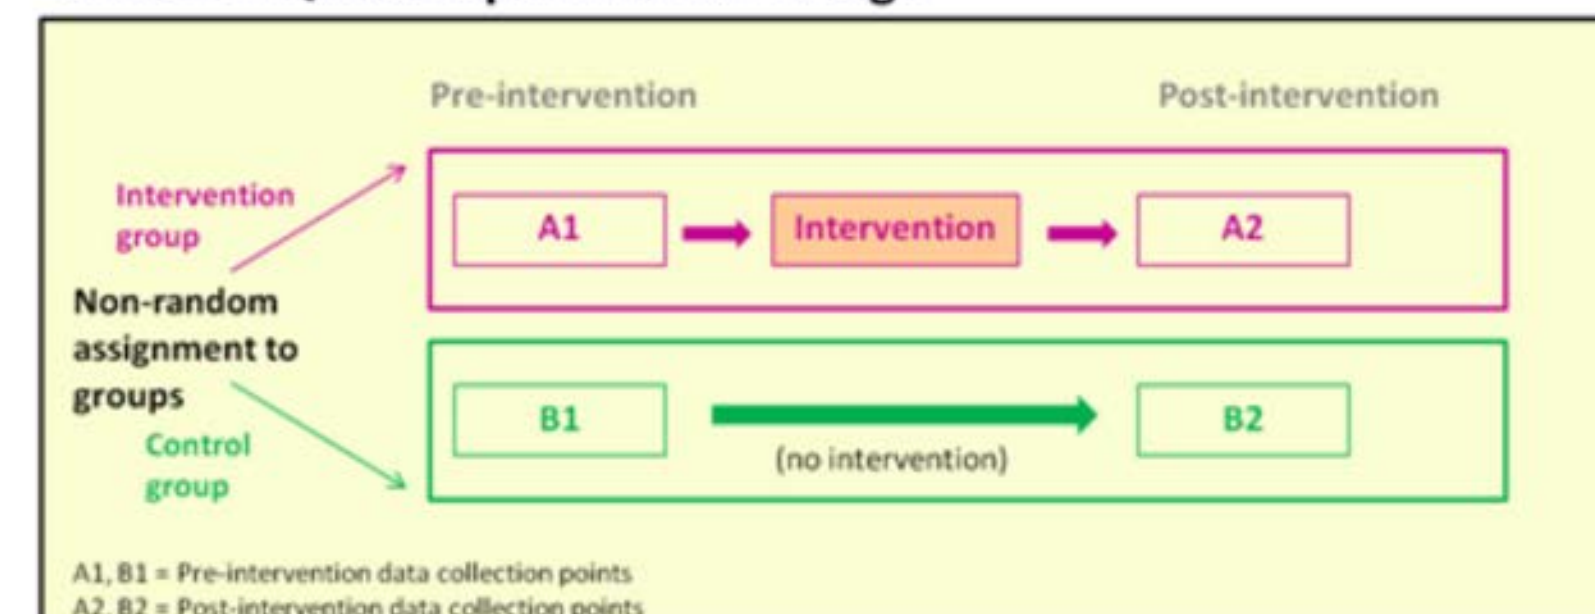 Pre-intervention
Post-intervention
Intervention
group
A1
Intervention
A2
Non-random
assignment to
groups
B1
B2
(no intervention)
Control
group
A1, B1 = Pre-intervention data collection points
A2, B2 = Post-intervention data collection points